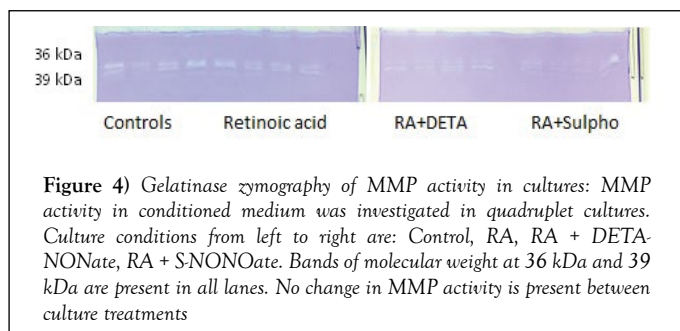 36 kDa
39 kDa
Controls Retinoic acid RA+DETA RA+Sulpho
Figure 4) Gelatinase zymography of MMP activity in cultures: MMP
activity in conditioned medium was investigated in quadruplet cultures.
Culture conditions from left to right are: Control, RA, RA + DETA-
NONate, RA + S-NONOate. Bands of molecular weight at 36 kDa and 39
kDa are present in all lanes. No change in MMP activity is present between
culture treatments